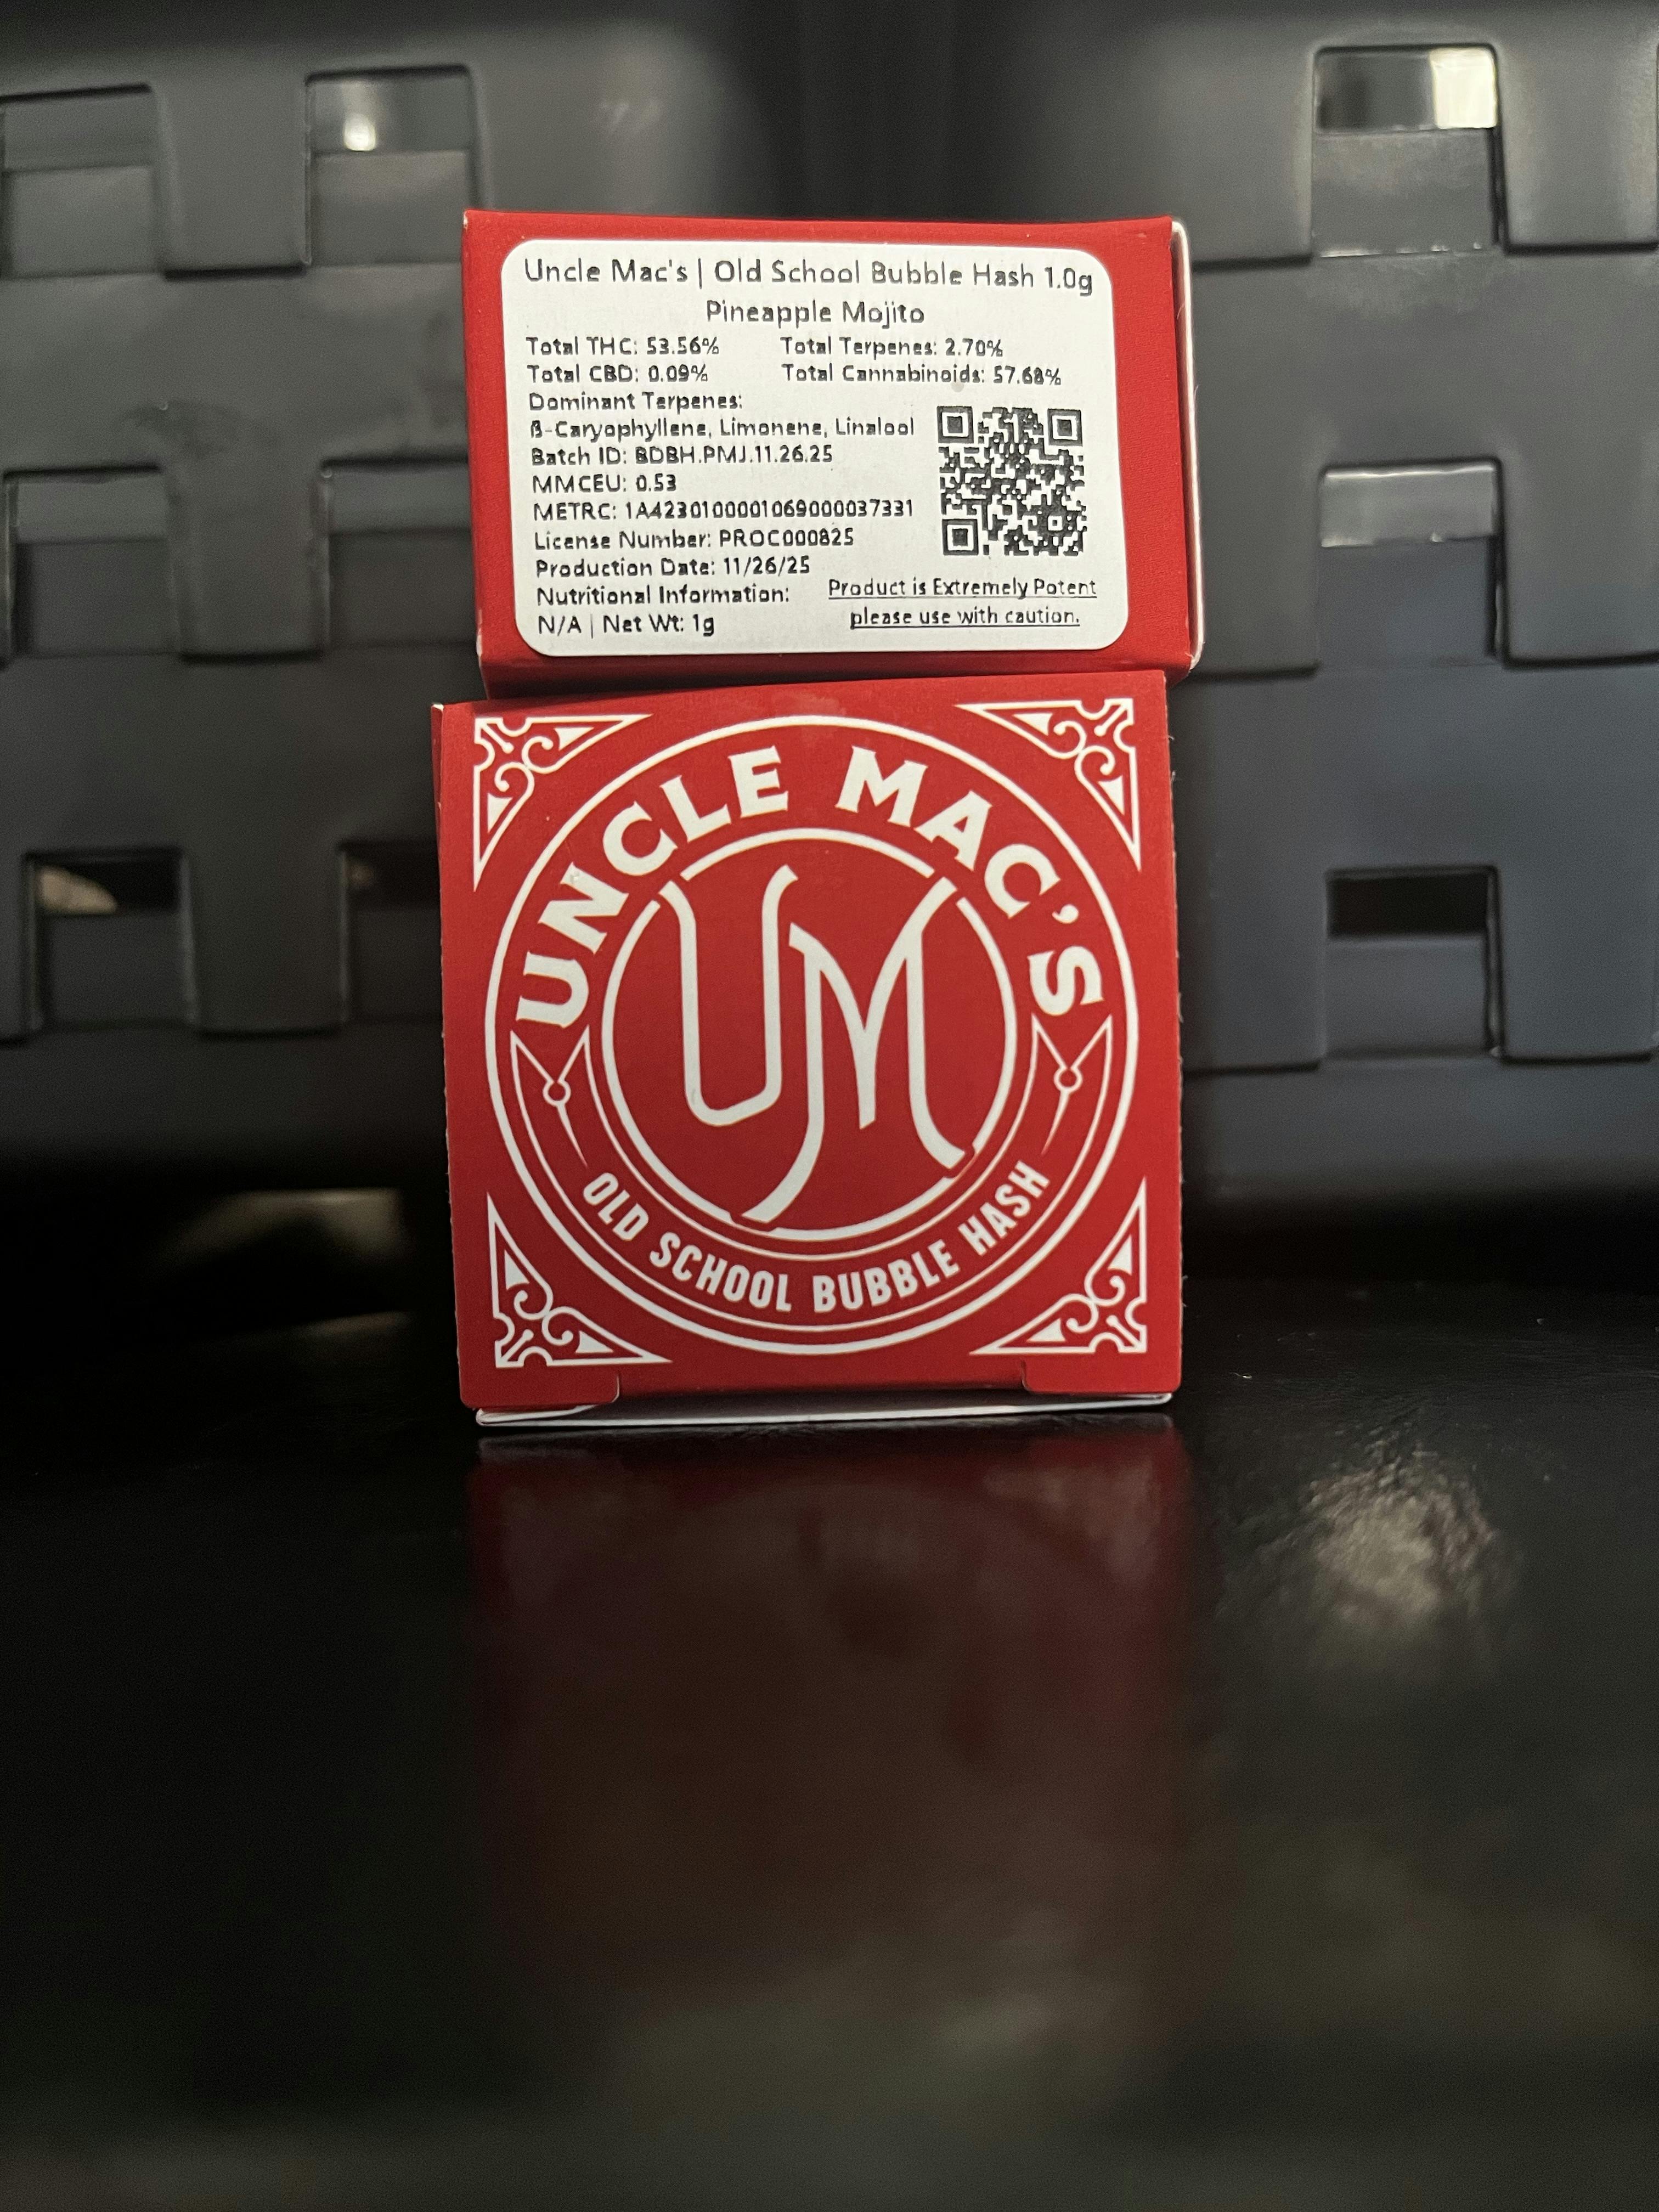 Uncle Mac's | Old School Bubble Hash 1.0g
Pineapple Mojito
Total THC: 53.56% Total Terpenes: 2.70%
Total CBD: 0.09% Total Cannabinoids: 57.68%
Dominant Terpenes:
β-Caryophyllene, Limonene, Linalool
Batch ID: BDBH.PMJ.11.26.25
MMCEU: 0.53
METRC: 1A4230100001069000037331
License Number: PROC000825
Production Date: 11/26/25
Nutritional Information:
N/A | Net Wt: 1g
Product is Extremely Potent
please use with caution.
UNCLE MAC'S
UM
OLD SCHOOL BUBBLE HASH